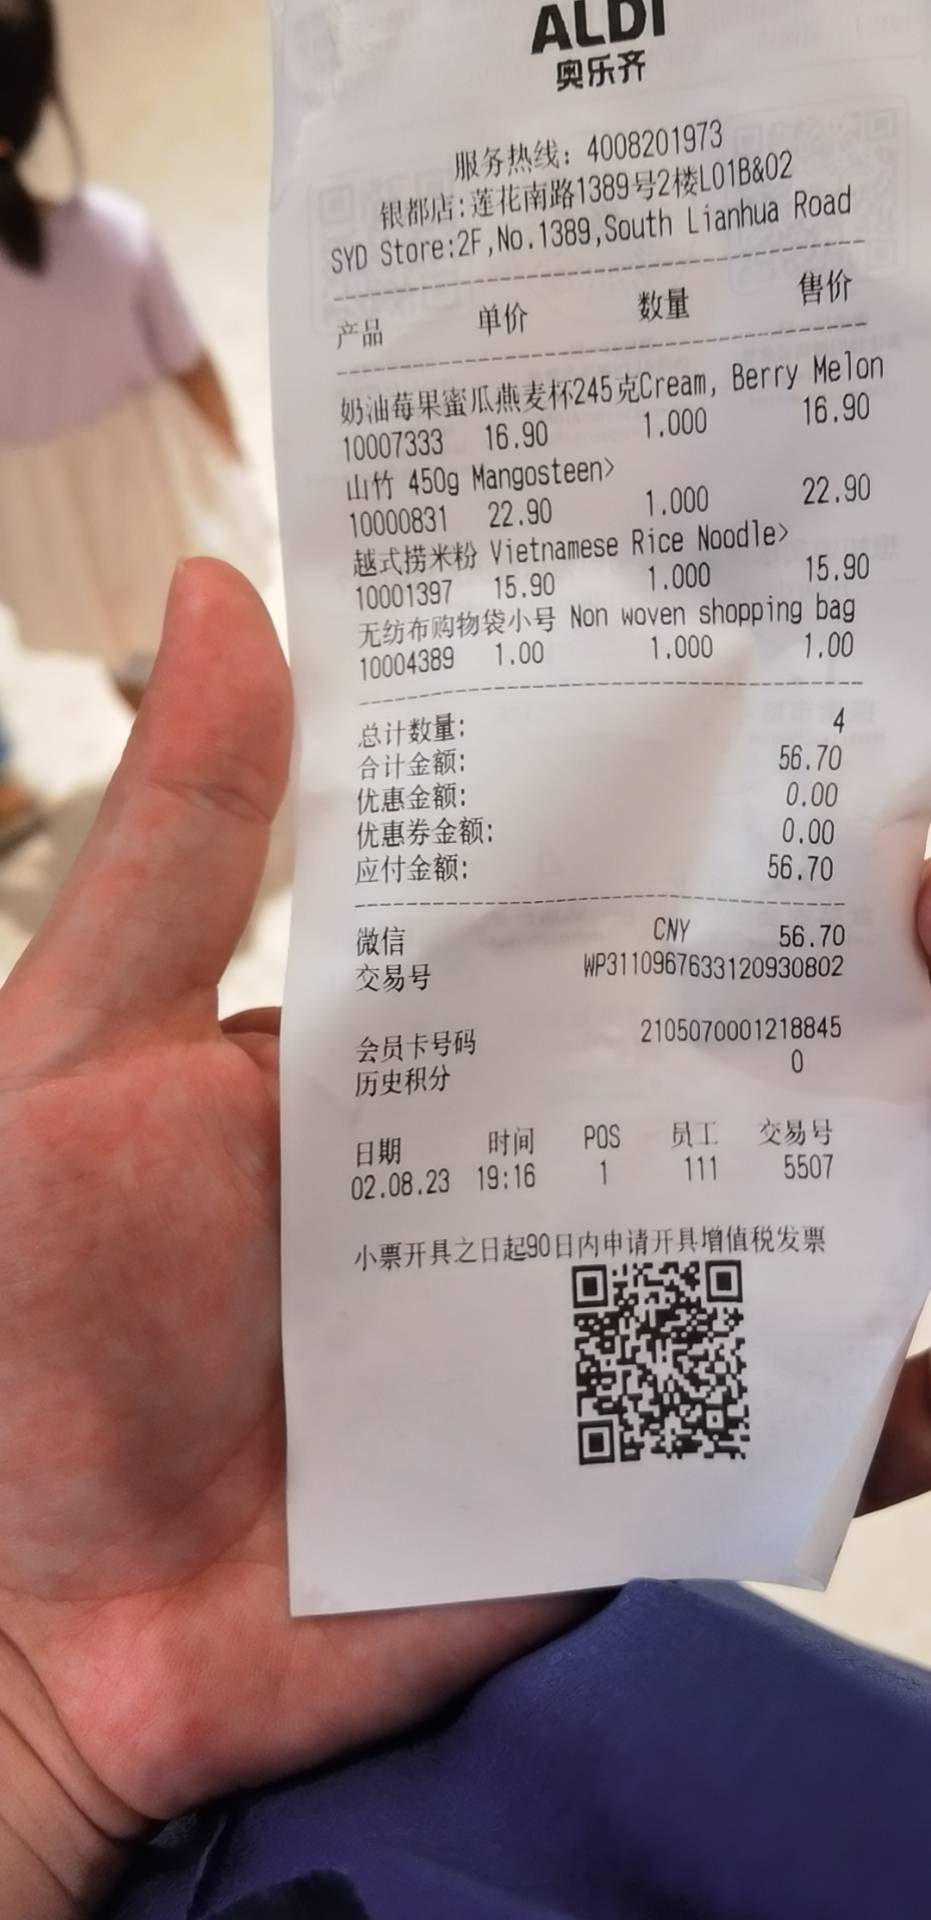 ALDI
奥乐齐
服务热线：4008201973
银都店:莲花南路1389号2楼L01B&02
SYD Store:2F,No.1389,South Lianhua Road
产品 单价 数量 售价
奶油莓果蜜瓜燕麦杯245克Cream, Berry Melon
10007333 16.90 1.000 16.90
山竹 450g Mangosteen>
10000831 22.90 1.000 22.90
越式捞米粉 Vietnamese Rice Noodle>
10001397 15.90 1.000 15.90
无纺布购物袋小号 Non woven shopping bag
10004389 1.00 1.000 1.00
总计数量: 4
合计金额: 56.70
优惠金额: 0.00
优惠券金额: 0.00
应付金额: 56.70
微信 CNY 56.70
交易号 WP3110967633120930802
会员卡号码 2105070001218845
历史积分 0
日期 时间 POS 员工 交易号
02.08.23 19:16 1 111 5507
小票开具之日起90日内申请开具增值税发票